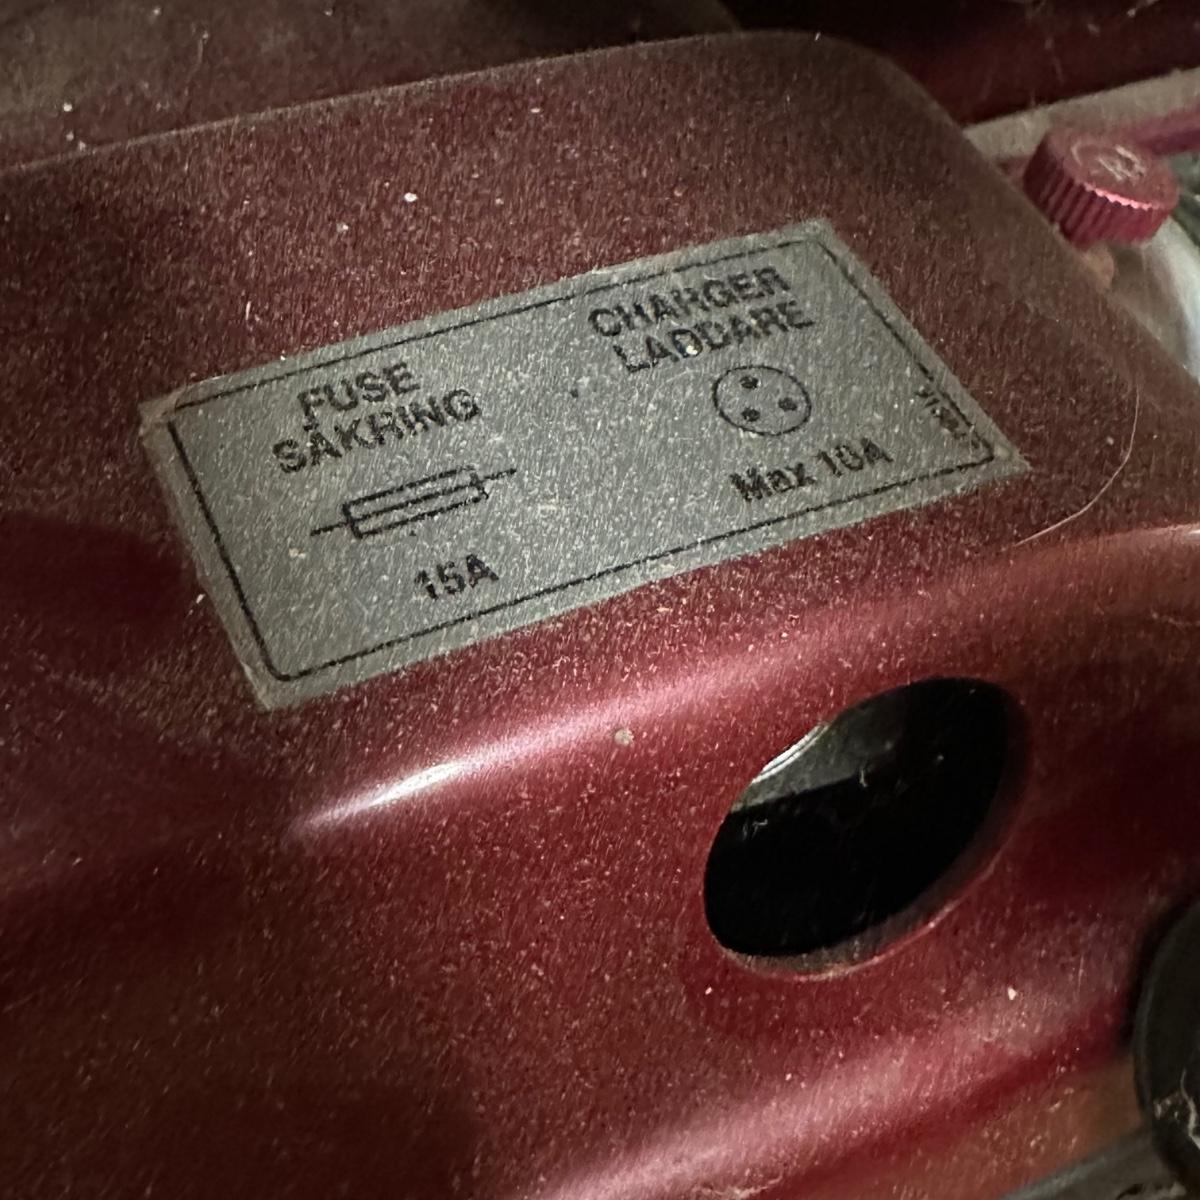 FUSE
SÄKRING
15A
CHARGER
LADDARE
Max 10A